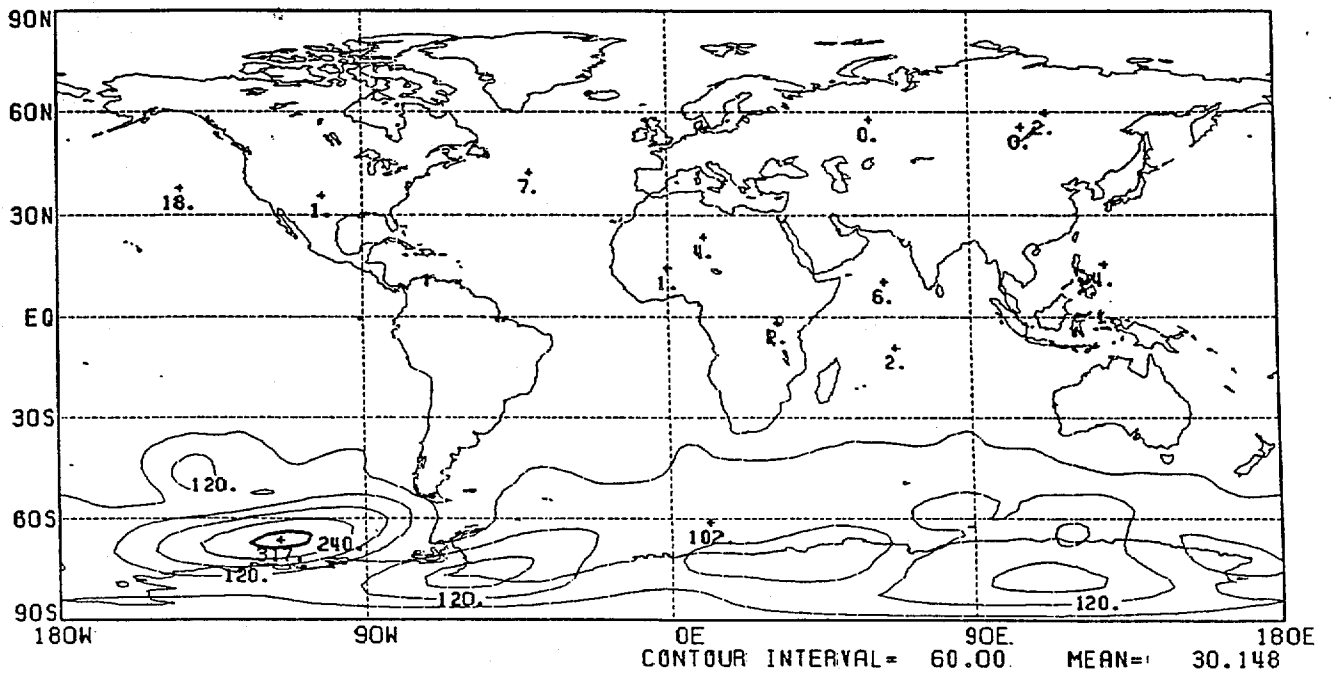 90N
60N
0.
2.
0.
7.
18.
1.
30N
4.
1.
6.
4.
EQ
2.
30S
120.
60S
102.
317.
240.
120.
120.
120.
90S
180W
90W
0E
90E.
180E
CONTOUR INTERVAL= 60.00 MEAN= 30.148